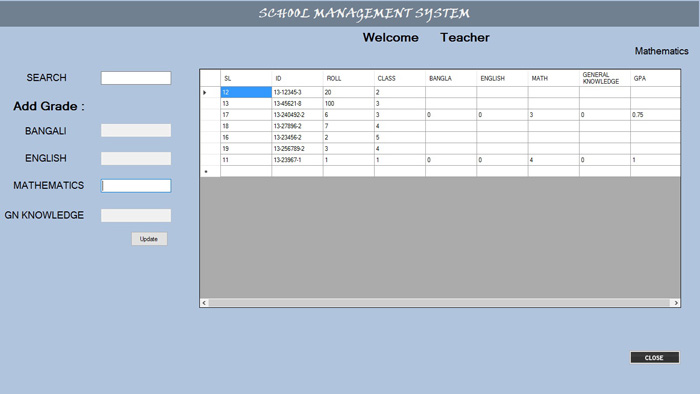 SCHOOL MANAGEMENT SYSTEM
Welcome Teacher
Mathematics
SEARCH
Add Grade :
BANGALI
ENGLISH
MATHEMATICS
GN KNOWLEDGE
Update
SL ID ROLL CLASS BANGLA ENGLISH MATH GENERAL KNOWLEDGE GPA
12 13-12345-3 20 2
13 13-45621-8 100 3
17 13-240492-2 6 3 0 0 3 0 0.75
18 13-27896-2 7 4
16 13-23456-2 2 5
19 13-256789-2 3 4
11 13-23967-1 1 1 0 0 4 0 1
CLOSE